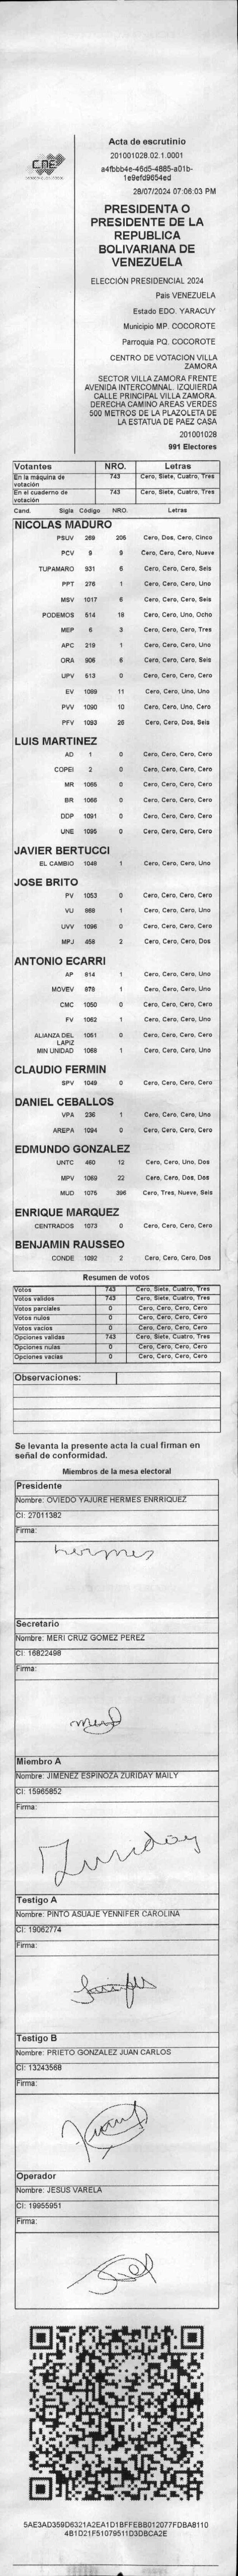 CNE
Acta de escrutinio
201001028.02.1.0001
a4fbbb4e-46d5-4885-a01b-
1e9efd9654ed
28/07/2024 07:06:03 PM
PRESIDENTA O
PRESIDENTE DE LA
REPUBLICA
BOLIVARIANA DE
VENEZUELA
ELECCIÓN PRESIDENCIAL 2024
Pais VENEZUELA
Estado EDO. YARACUY
Municipio MP. COCOROTE
Parroquia PQ. COCOROTE
CENTRO DE VOTACION VILLA
ZAMORA
SECTOR VILLA ZAMORA FRENTE
AVENIDA INTERCOMNAL. IZQUIERDA
CALLE PRINCIPAL VILLA ZAMORA.
DERECHA CAMINO AREAS VERDES
500 METROS DE LA PLAZOLETA DE
LA ESTATUA DE PAEZ CASA
201001028
991 Electores
Votantes NRO. Letras
En la máquina de votación 743 Cero, Siete, Cuatro, Tres
En el cuaderno de votación 743 Cero, Siete, Cuatro, Tres
Cand. Sigla Código NRO. Letras
NICOLAS MADURO
PSUV 269 205 Cero, Dos, Cero, Cinco
PCV 9 9 Cero, Cero, Cero, Nueve
TUPAMARO 931 6 Cero, Cero, Cero, Seis
PPT 276 1 Cero, Cero, Cero, Uno
MSV 1017 6 Cero, Cero, Cero, Seis
PODEMOS 514 18 Cero, Cero, Uno, Ocho
MEP 6 3 Cero, Cero, Cero, Tres
APC 219 1 Cero, Cero, Cero, Uno
ORA 906 6 Cero, Cero, Cero, Seis
UPV 513 0 Cero, Cero, Cero, Cero
EV 1089 11 Cero, Cero, Uno, Uno
PVV 1090 10 Cero, Cero, Uno, Cero
PFV 1093 26 Cero, Cero, Dos, Seis
LUIS MARTINEZ
AD 1 0 Cero, Cero, Cero, Cero
COPEI 2 0 Cero, Cero, Cero, Cero
MR 1065 0 Cero, Cero, Cero, Cero
BR 1066 0 Cero, Cero, Cero, Cero
DDP 1091 0 Cero, Cero, Cero, Cero
UNE 1095 0 Cero, Cero, Cero, Cero
JAVIER BERTUCCI
EL CAMBIO 1048 1 Cero, Cero, Cero, Uno
JOSE BRITO
PV 1053 0 Cero, Cero, Cero, Cero
VU 869 1 Cero, Cero, Cero, Uno
UVV 1096 0 Cero, Cero, Cero, Cero
MPJ 458 2 Cero, Cero, Cero, Dos
ANTONIO ECARRI
AP 814 1 Cero, Cero, Cero, Uno
MOVEV 879 1 Cero, Cero, Cero, Uno
CMC 1050 0 Cero, Cero, Cero, Cero
FV 1062 1 Cero, Cero, Cero, Uno
ALIANZA DEL LAPIZ 1051 0 Cero, Cero, Cero, Cero
MIN UNIDAD 1068 1 Cero, Cero, Cero, Uno
CLAUDIO FERMIN
SPV 1049 0 Cero, Cero, Cero, Cero
DANIEL CEBALLOS
VPA 236 1 Cero, Cero, Cero, Uno
AREPA 1094 0 Cero, Cero, Cero, Cero
EDMUNDO GONZALEZ
UNTC 460 12 Cero, Cero, Uno, Dos
MPV 1069 22 Cero, Cero, Dos, Dos
MUD 1075 396 Cero, Tres, Nueve, Seis
ENRIQUE MARQUEZ
CENTRADOS 1073 0 Cero, Cero, Cero, Cero
BENJAMIN RAUSSEO
CONDE 1092 2 Cero, Cero, Cero, Dos
Resumen de votos
Votos 743 Cero, Siete, Cuatro, Tres
Votos validos 743 Cero, Siete, Cuatro, Tres
Votos parciales 0 Cero, Cero, Cero, Cero
Votos nulos 0 Cero, Cero, Cero, Cero
Votos vacios 0 Cero, Cero, Cero, Cero
Opciones validas 743 Cero, Siete, Cuatro, Tres
Opciones nulas 0 Cero, Cero, Cero, Cero
Opciones vacias 0 Cero, Cero, Cero, Cero
Observaciones:
Se levanta la presente acta la cual firman en
señal de conformidad.
Miembros de la mesa electoral
Presidente
Nombre: OVIEDO YAJURE HERMES ENRRIQUEZ
CI: 27011382
Firma:
hermes
Secretario
Nombre: MERI CRUZ GOMEZ PEREZ
CI: 16822498
Firma:
Miembro A
Nombre: JIMENEZ ESPINOZA ZURIDAY MAILY
CI: 15965852
Firma:
Zuriday
Testigo A
Nombre: PINTO ASUAJE YENNIFER CAROLINA
CI: 19062774
Firma:
Testigo B
Nombre: PRIETO GONZALEZ JUAN CARLOS
CI: 13243568
Firma:
Operador
Nombre: JESUS VARELA
CI: 19955951
Firma:
5AE3AD359D6321A2EA1D1BFFEBB012077FDBA8110
4B1D21F51079511D3DBCA2E